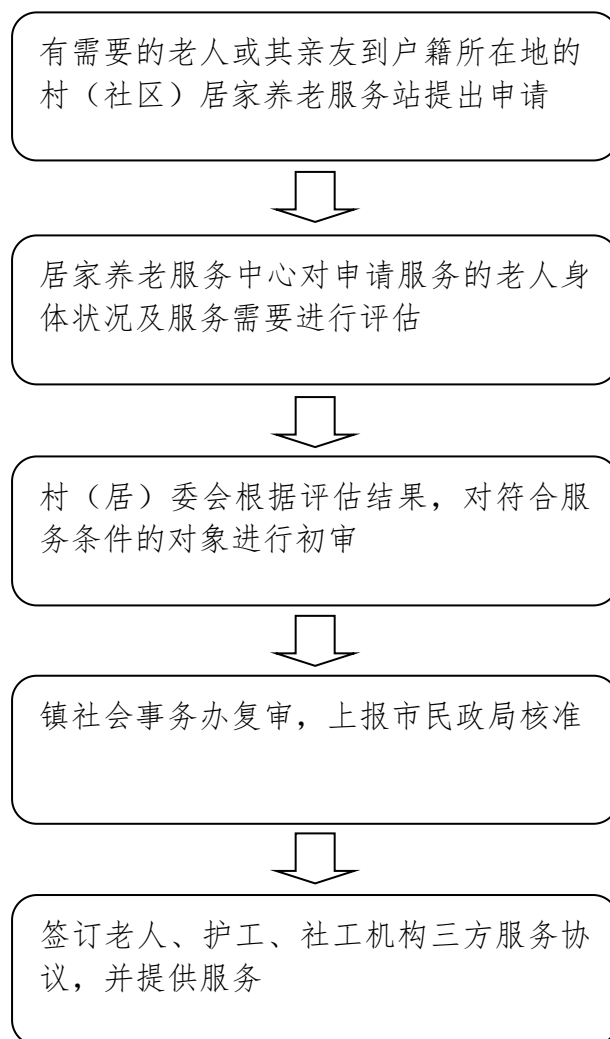 有需要的老人或其亲友到户籍所在地的
村（社区）居家养老服务站提出申请
居家养老服务中心对申请服务的老人身
体状况及服务需要进行评估
村（居）委会根据评估结果，对符合服
务条件的对象进行初审
镇社会事务办复审，上报市民政局核准
签订老人、护工、社工机构三方服务协
议，并提供服务